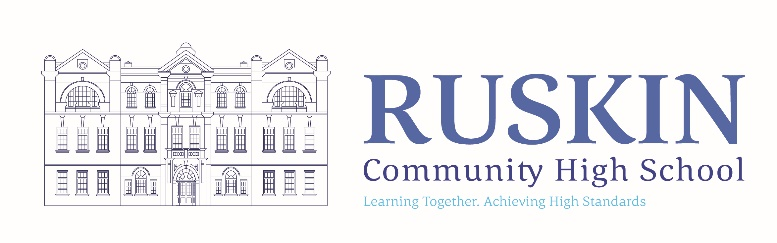 RUSKIN
Community High School
Learning Together. Achieving High Standards